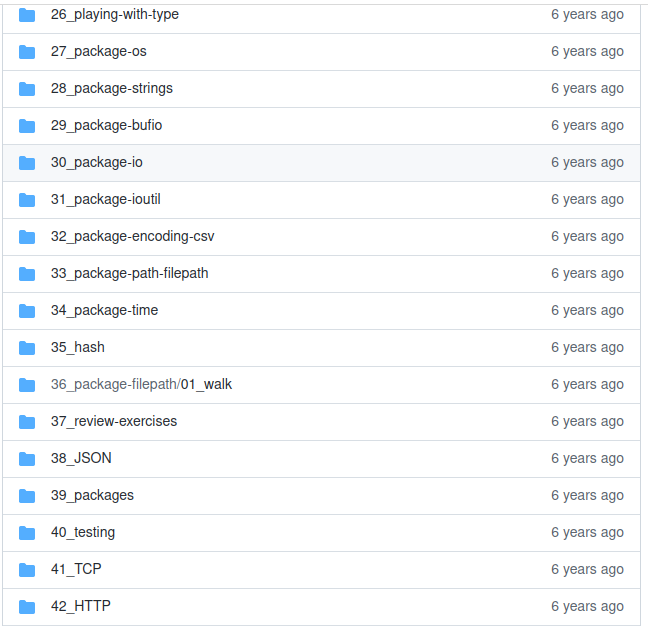 26_playing-with-type 6 years ago
27_package-os 6 years ago
28_package-strings 6 years ago
29_package-bufio 6 years ago
30_package-io 6 years ago
31_package-ioutil 6 years ago
32_package-encoding-csv 6 years ago
33_package-path-filepath 6 years ago
34_package-time 6 years ago
35_hash 6 years ago
36_package-filepath/01_walk 6 years ago
37_review-exercises 6 years ago
38_JSON 6 years ago
39_packages 6 years ago
40_testing 6 years ago
41_TCP 6 years ago
42_HTTP 6 years ago